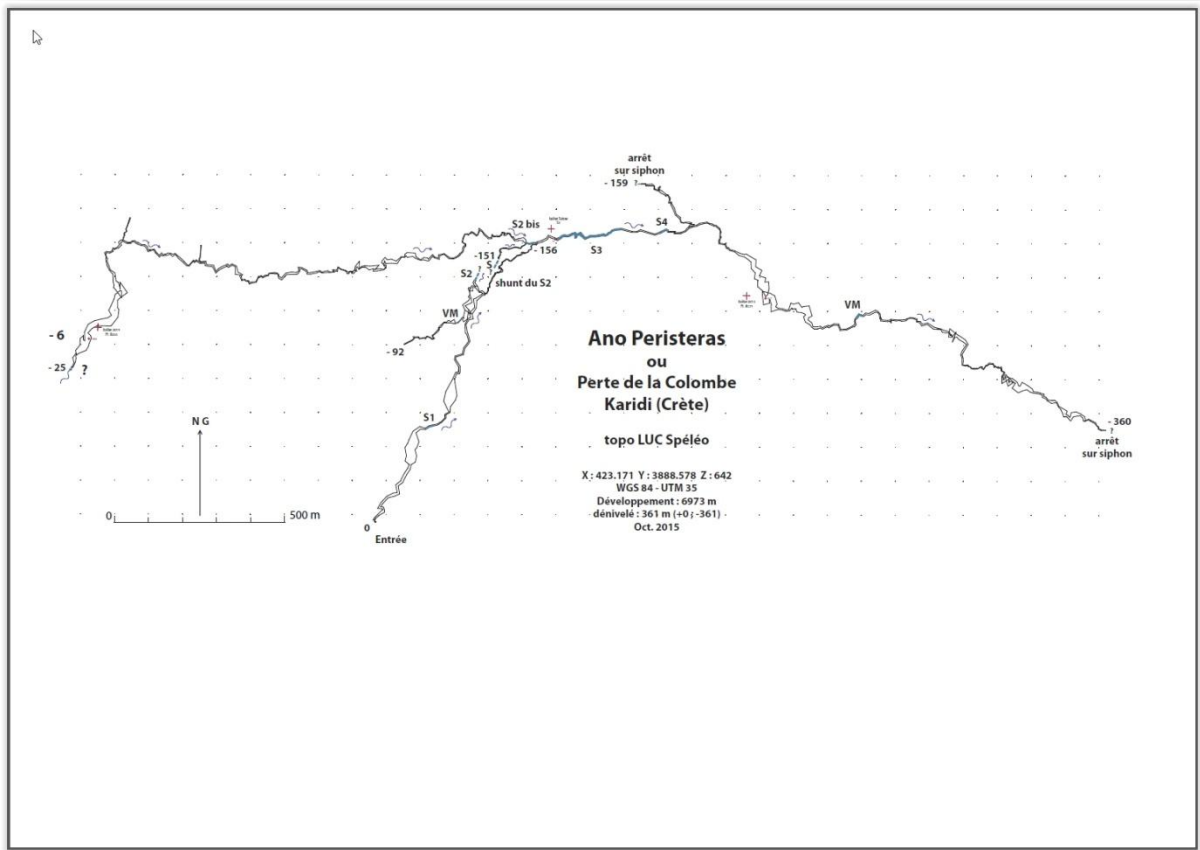 arrêt
sur siphon
- 159 ?
S2 bis
S4
- 156
S3
-151
S2
?
S
?
shunt du S2
VM
VM
- 6
- 92
- 25
?
Ano Peristeras
ou
Perte de la Colombe
Karidi (Crète)
N G
S1
- 360
?
arrêt
sur siphon
topo LUC Spéléo
X : 423.171 Y : 3888.578 Z : 642
WGS 84 - UTM 35
Développement : 6973 m
dénivelé : 361 m (+0 ; -361)
Oct. 2015
0
500 m
0
Entrée